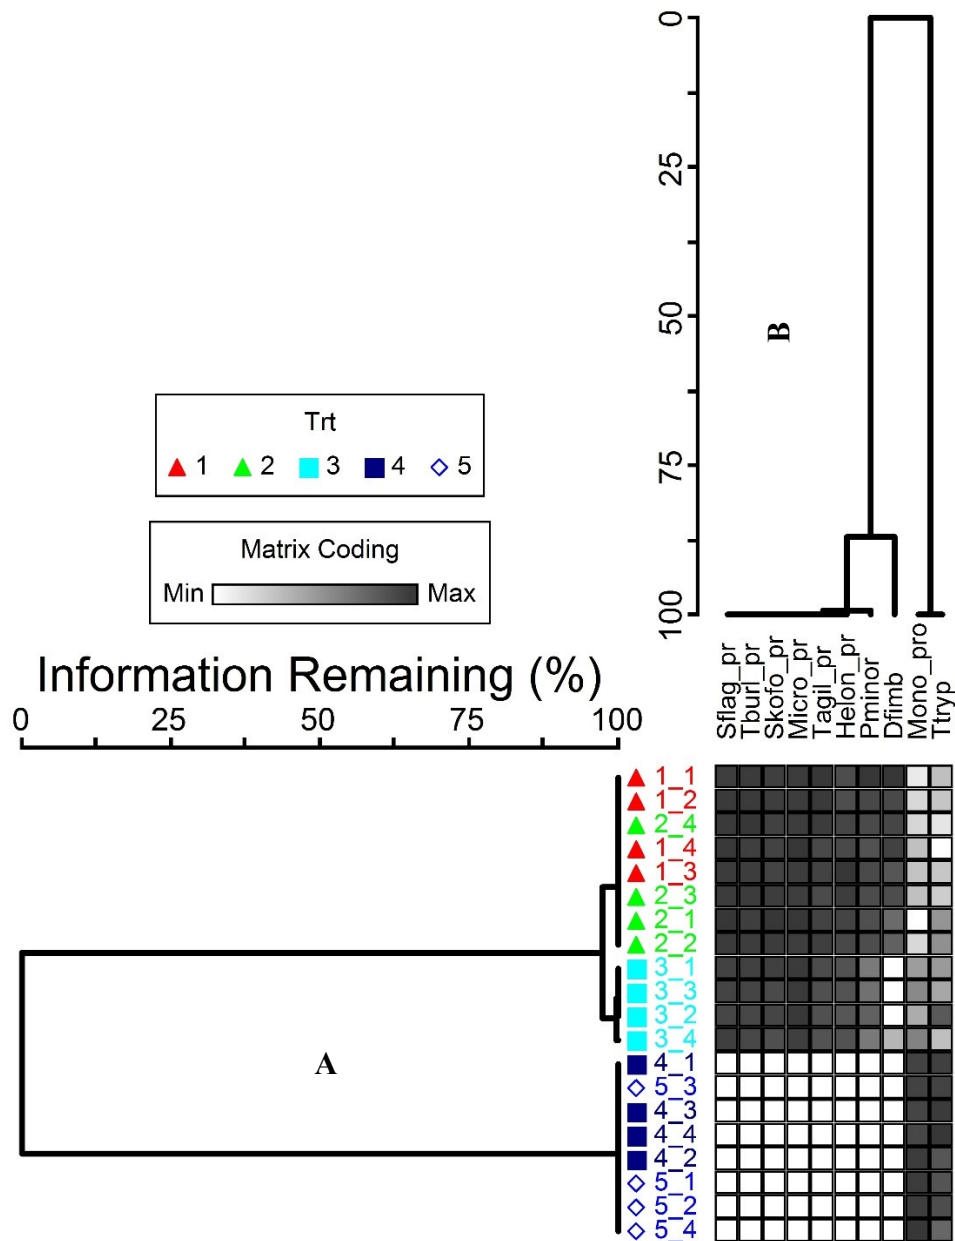 0
25
50
75
100
B
Trt
1 2 3 4 5
Matrix Coding
Min Max
Information Remaining (%)
0 25 50 75 100
Sflag_pr
Tburl_pr
Skofo_pr
Micro_pr
Tagil_pr
Helon_pr
Pminor
Dfimb
Mono_pro
Ttryp
1_1
1_2
2_4
1_4
1_3
2_3
2_1
2_2
3_1
3_3
3_2
3_4
A
4_1
5_3
4_3
4_4
4_2
5_1
5_2
5_4